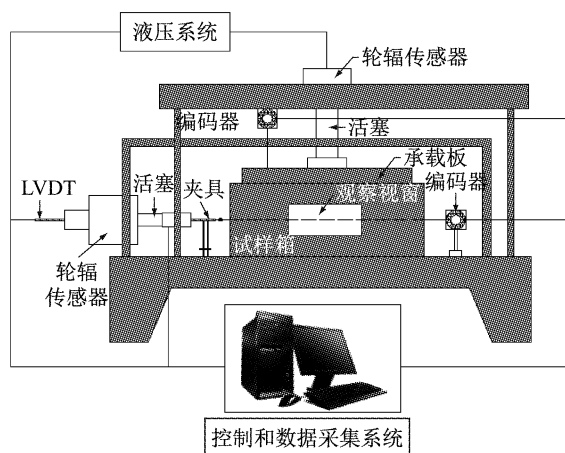 液压系统
轮辐传感器
编码器
活塞
承载板
编码器
LVDT
活塞
夹具
观察视窗
试样箱
轮辐
传感器
控制和数据采集系统